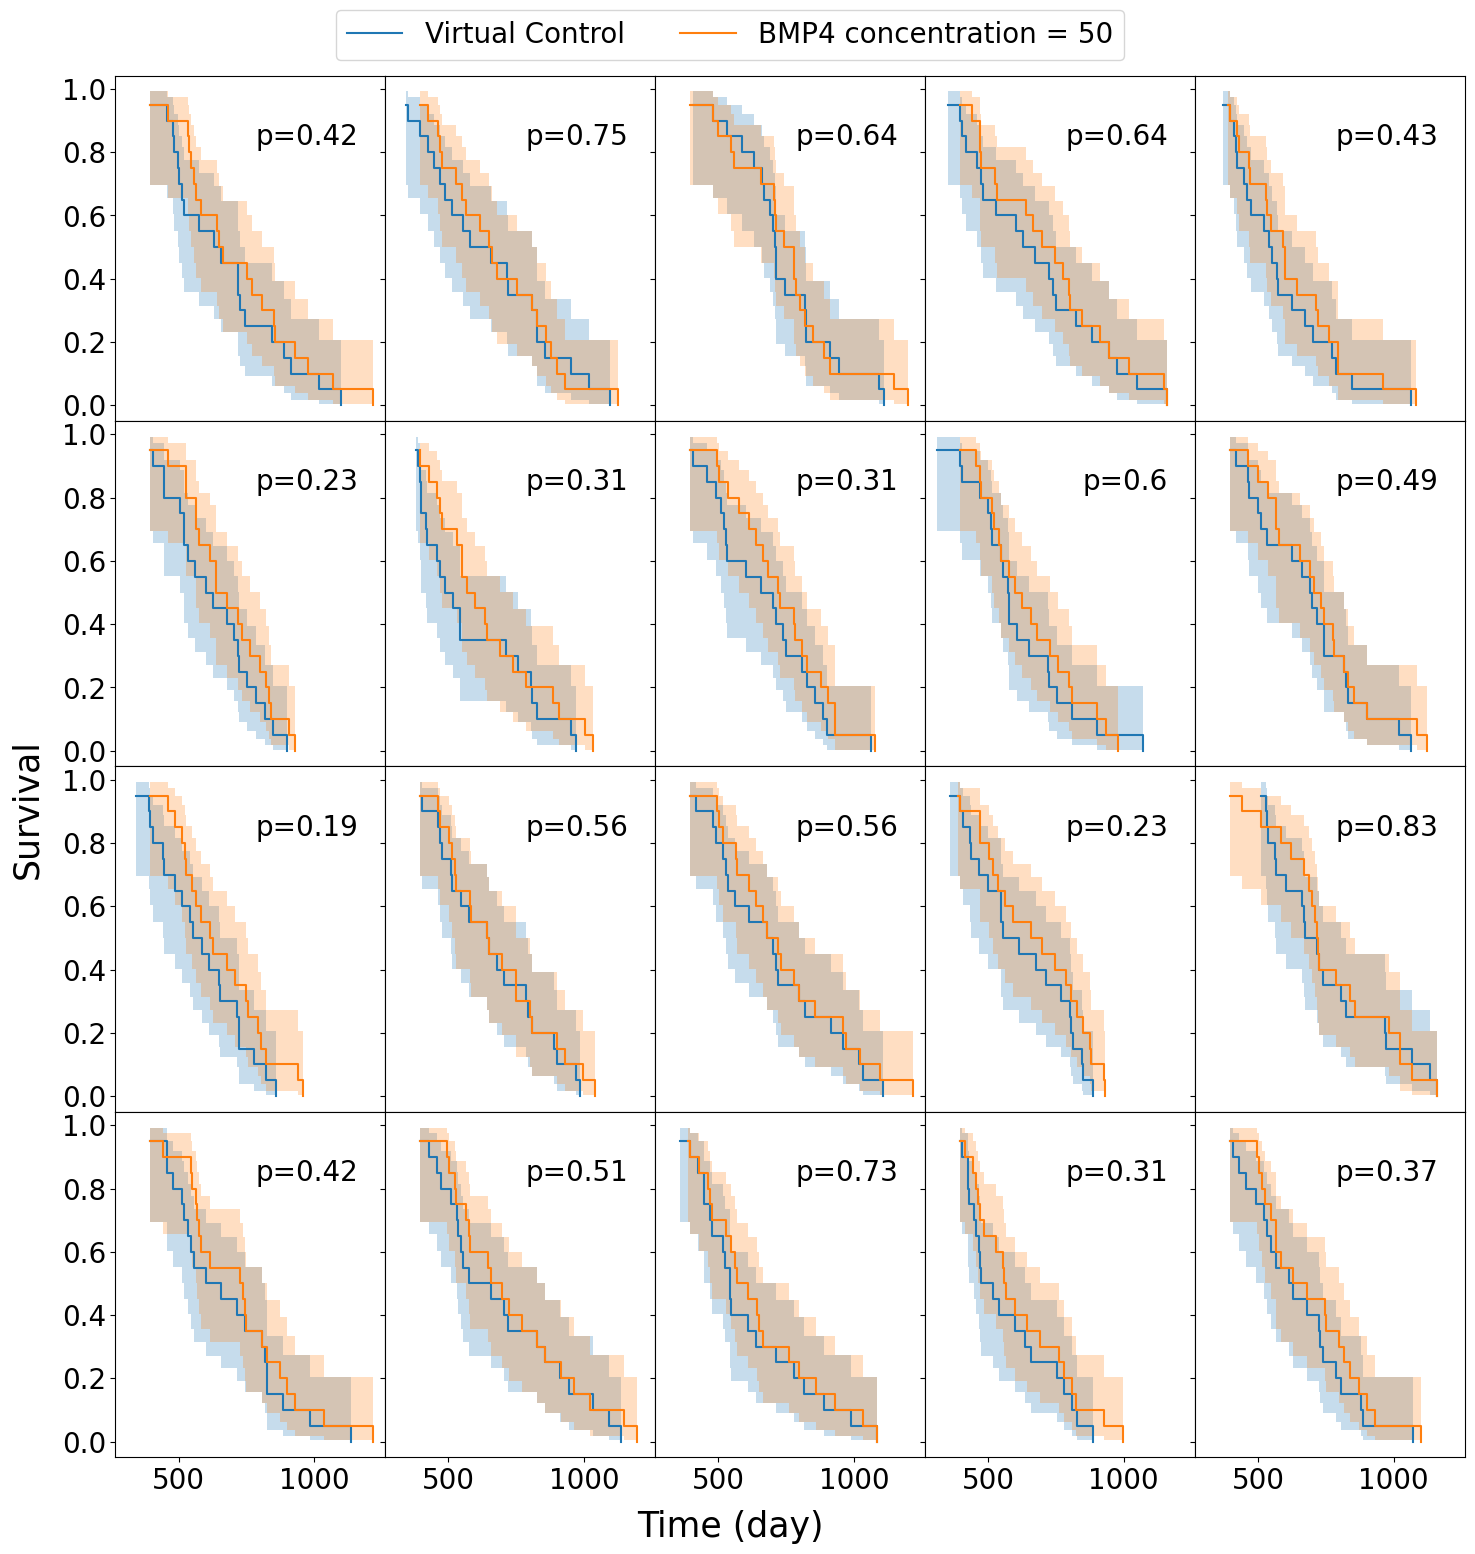 Virtual Control BMP4 concentration = 50
1.0 p=0.42 p=0.75 p=0.64 p=0.64 p=0.43
0.8
0.6
0.4
0.2
0.0
1.0 p=0.23 p=0.31 p=0.31 p=0.6 p=0.49
0.8
0.6
0.4
0.2
0.0
Survival
1.0 p=0.19 p=0.56 p=0.56 p=0.23 p=0.83
0.8
0.6
0.4
0.2
0.0
1.0 p=0.42 p=0.51 p=0.73 p=0.31 p=0.37
0.8
0.6
0.4
0.2
0.0
500 1000 500 1000 500 1000 500 1000 500 1000
Time (day)